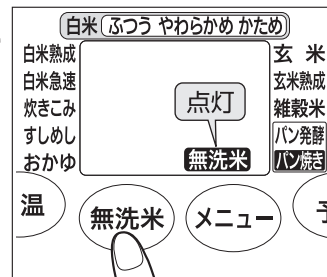 白米 ふつう やわらかめ かため
白米熟成
白米急速
炊きこみ
すしめし
おかゆ
玄 米
玄米熟成
雑穀米
パン発酵
パン焼き
点灯
無洗米
温
無洗米
メニュー